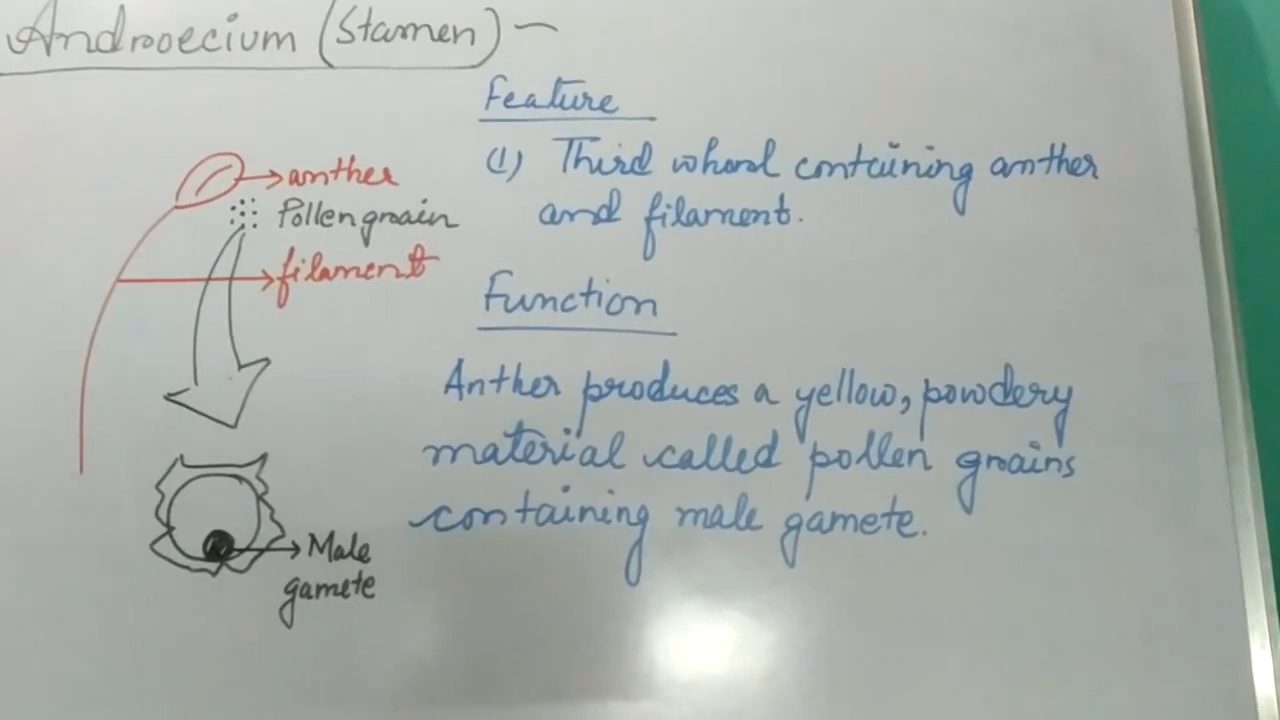 Androecium (Stamen) -
Feature
(1) Third whorl containing anther
and filament.
anther
Pollen grain
filament
Function
Anther produces a yellow, powdery
material called pollen grains
containing male gamete.
Male
gamete